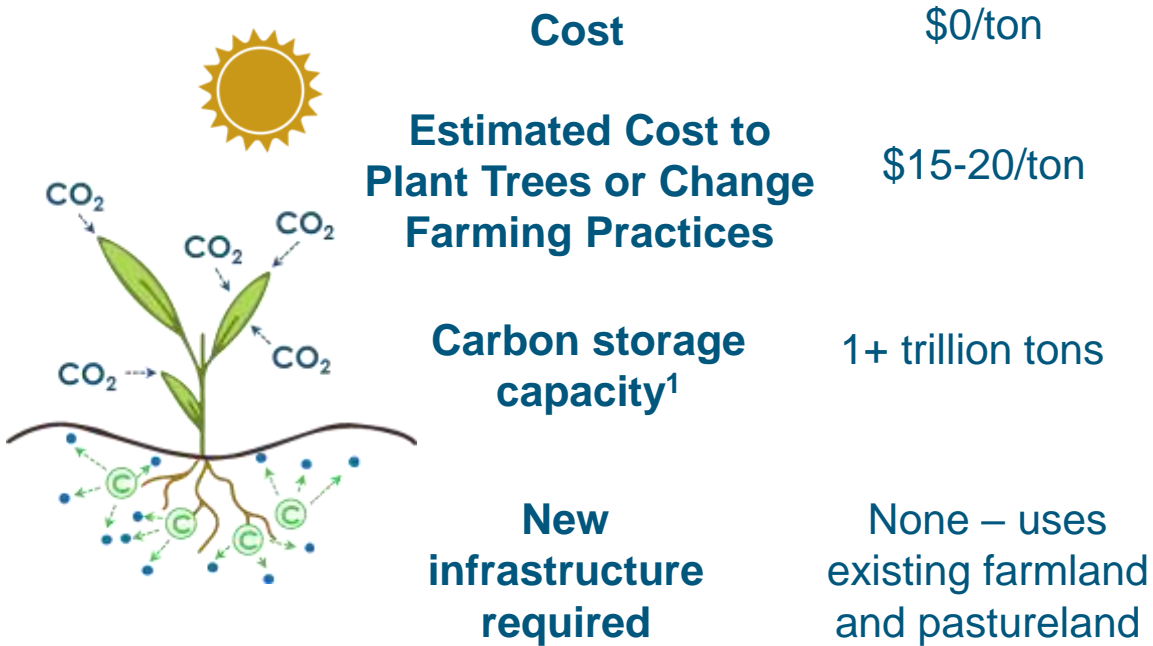 Cost
$0/ton
Estimated Cost to
Plant Trees or Change
Farming Practices
$15-20/ton
Carbon storage
capacity¹
1+ trillion tons
New
infrastructure
required
None – uses
existing farmland
and pastureland
CO₂
CO₂
CO₂
CO₂
CO₂
C
C
C
C